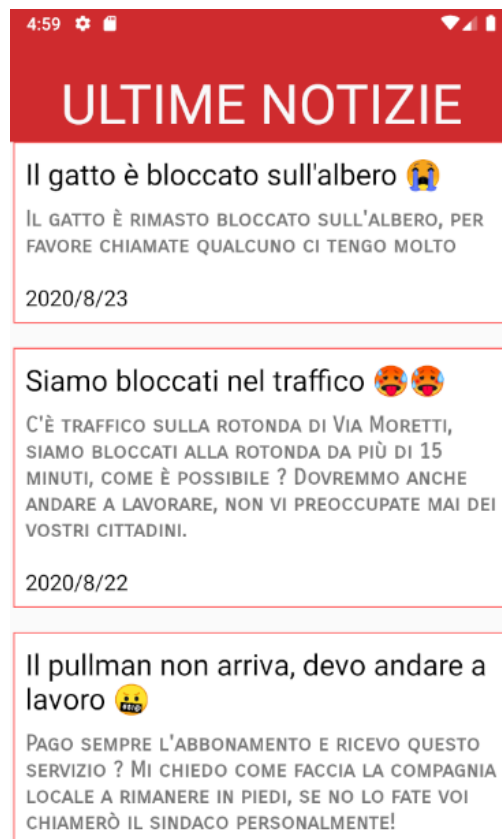 4:59
ULTIME NOTIZIE
Il gatto è bloccato sull'albero 😭
Il gatto è rimasto bloccato sull'albero, per
favore chiamate qualcuno ci tengo molto
2020/8/23
Siamo bloccati nel traffico 🥵🥵
C'è traffico sulla rotonda di Via Moretti,
siamo bloccati alla rotonda da più di 15
minuti, come è possibile ? Dovremmo anche
andare a lavorare, non vi preoccupate mai dei
vostri cittadini.
2020/8/22
Il pullman non arriva, devo andare a
lavoro 🤬
Pago sempre l'abbonamento e ricevo questo
servizio ? Mi chiedo come faccia la compagnia
locale a rimanere in piedi, se no lo fate voi
chiamerò il sindaco personalmente!